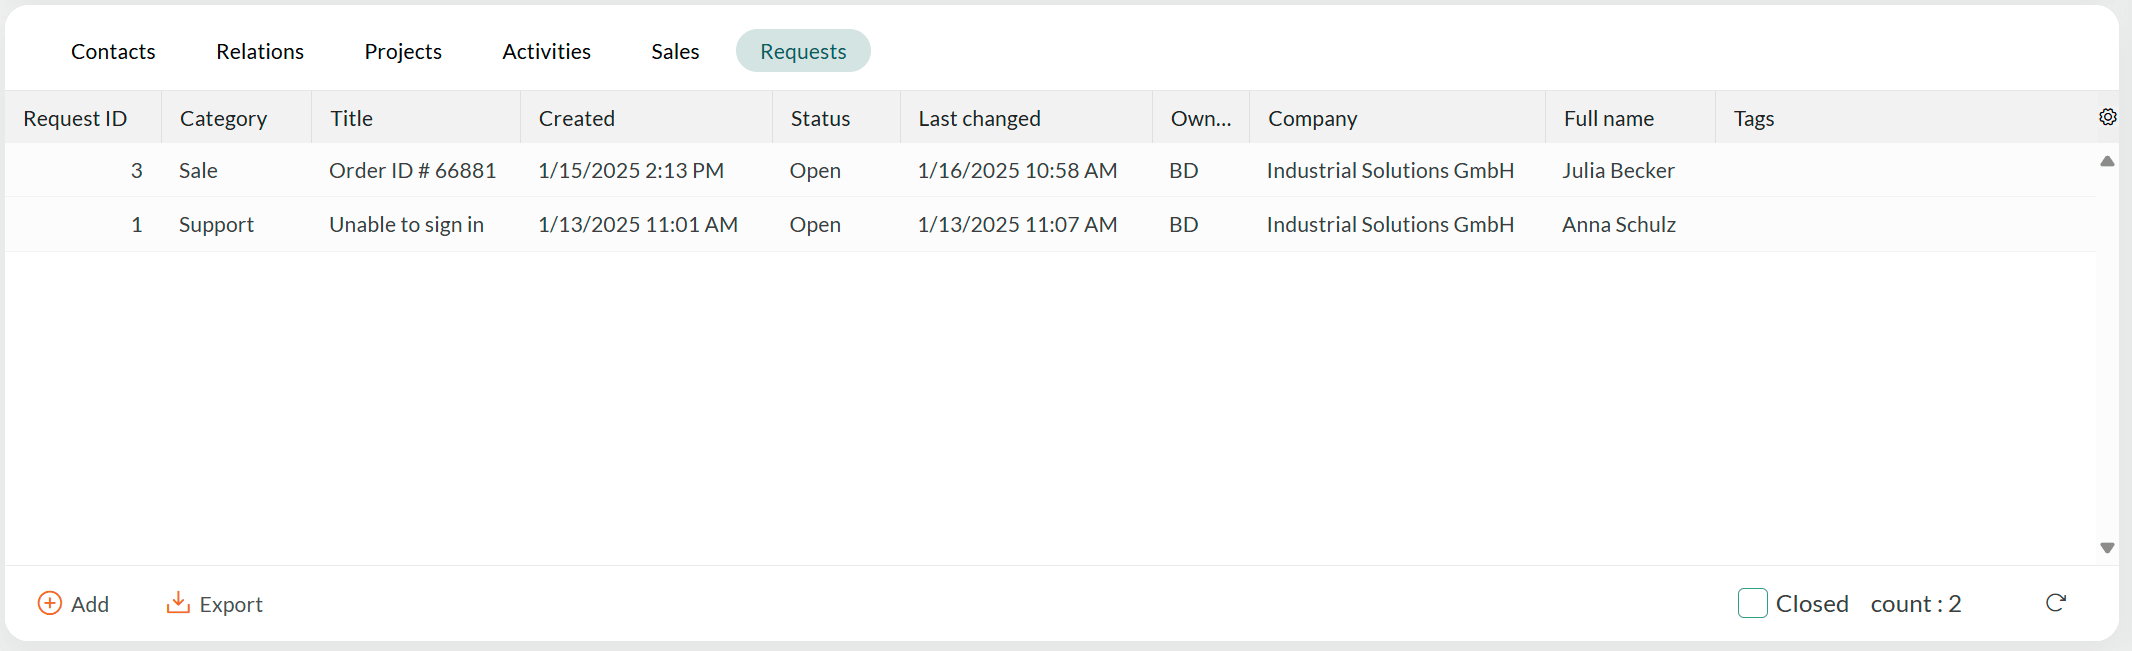 Contacts Relations Projects Activities Sales Requests
Request ID Category Title Created Status Last changed Own... Company Full name Tags
3 Sale Order ID # 66881 1/15/2025 2:13 PM Open 1/16/2025 10:58 AM BD Industrial Solutions GmbH Julia Becker
1 Support Unable to sign in 1/13/2025 11:01 AM Open 1/13/2025 11:07 AM BD Industrial Solutions GmbH Anna Schulz
Add Export Closed count : 2